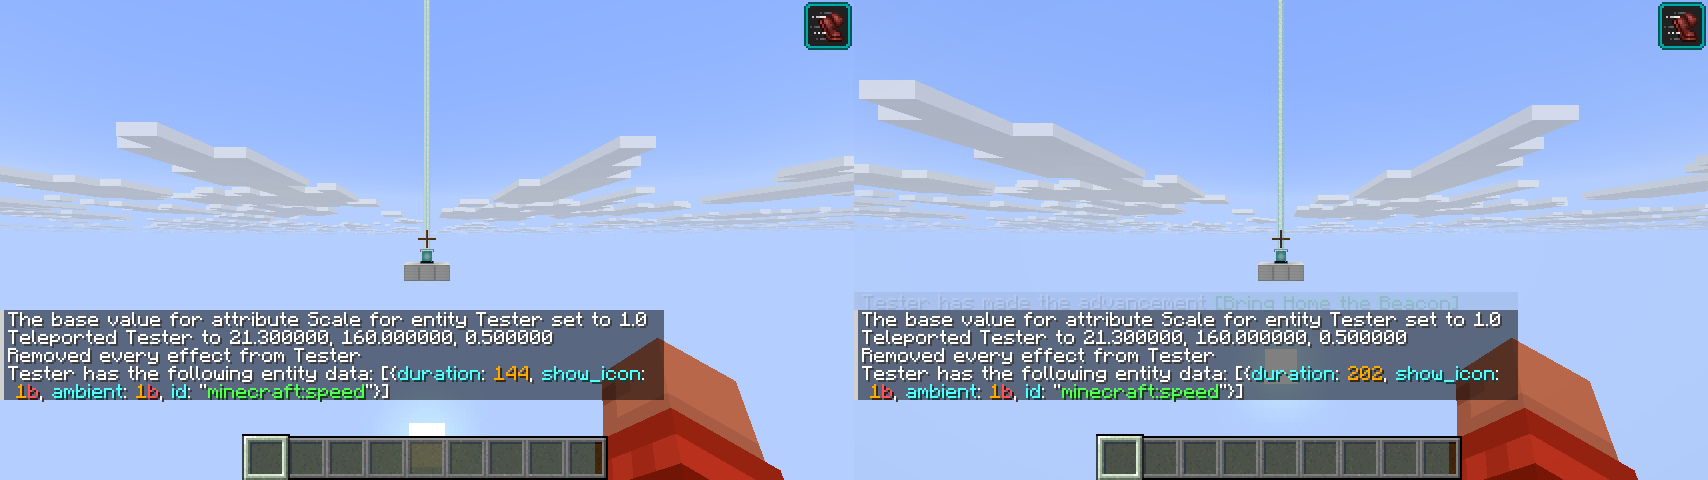 The base value for attribute Scale for entity Tester set to 1.0
Teleported Tester to 21.300000, 160.000000, 0.500000
Removed every effect from Tester
Tester has the following entity data: [{duration: 144, show_icon:
1b, ambient: 1b, id: "minecraft:speed"}]
Tester has made the advancement [Bring Home the Beacon]
The base value for attribute Scale for entity Tester set to 1.0
Teleported Tester to 21.300000, 160.000000, 0.500000
Removed every effect from Tester
Tester has the following entity data: [{duration: 202, show_icon:
1b, ambient: 1b, id: "minecraft:speed"}]